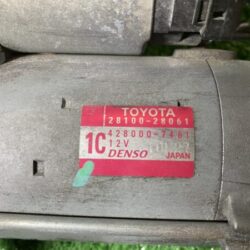 TOYOTA
28100-28061
1C 428000-7461
12V
DENSO JAPAN